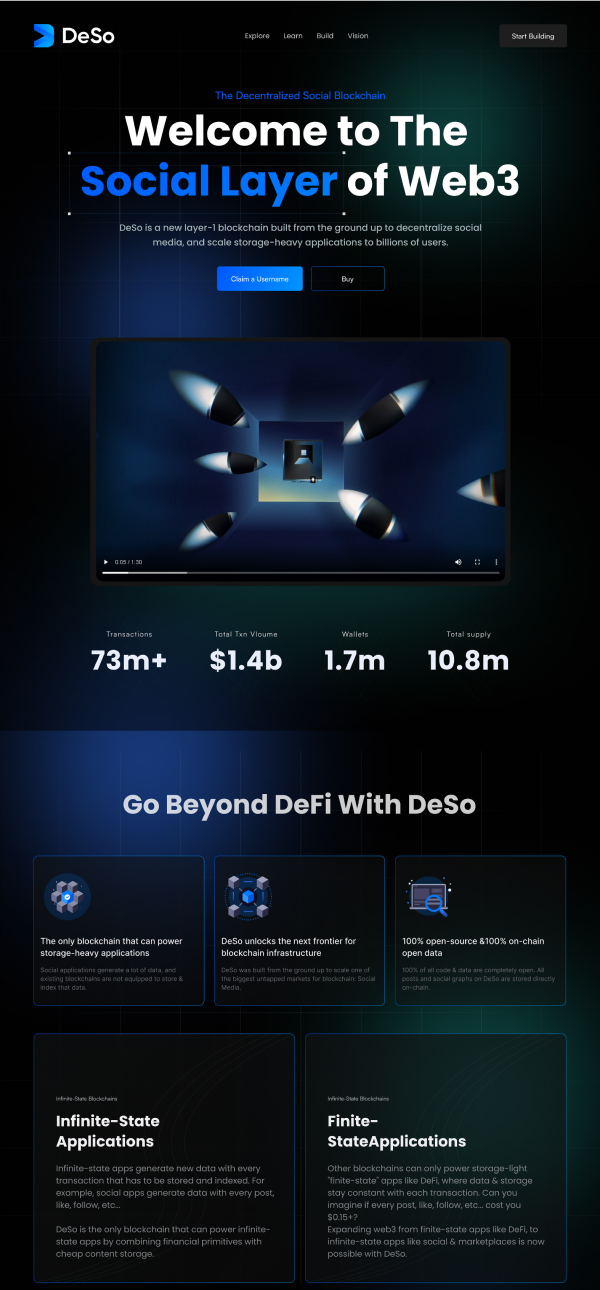 DeSo
Explore Learn Build Vision
Start Building
The Decentralized Social Blockchain
Welcome to The
Social Layer of Web3
DeSo is a new layer-1 blockchain built from the ground up to decentralize social
media, and scale storage-heavy applications to billions of users.
Claim a Username
Buy
0:05 / 1:30
Transactions
73m+
Total Txn Vloume
$1.4b
Wallets
1.7m
Total supply
10.8m
Go Beyond DeFi With DeSo
The only blockchain that can power
storage-heavy applications
Social applications generate a lot of data, and
existing blockchains are not equipped to store &
index that data.
DeSo unlocks the next frontier for
blockchain infrastructure
DeSo was built from the ground up to scale one of
the biggest untapped markets for blockchain: Social
Media.
100% open-source &100% on-chain
open data
100% of all code & data are completely open. All
posts and social graphs on DeSo are stored directly
on-chain.
Infinite-State Blockchains
Infinite-State
Applications
Infinite-state apps generate new data with every
transaction that has to be stored and indexed. For
example, social apps generate data with every post,
like, follow, etc...
DeSo is the only blockchain that can power infinite-
state apps by combining financial primitives with
cheap content storage.
Infinite-State Blockchains
Finite-
StateApplications
Other blockchains can only power storage-light
"finite-state" apps like DeFi, where data & storage
stay constant with each transaction. Can you
imagine if every post, like, follow, etc... cost you
$0.15+?
Expanding web3 from finite-state apps like DeFi, to
infinite-state apps like social & marketplaces is now
possible with DeSo.